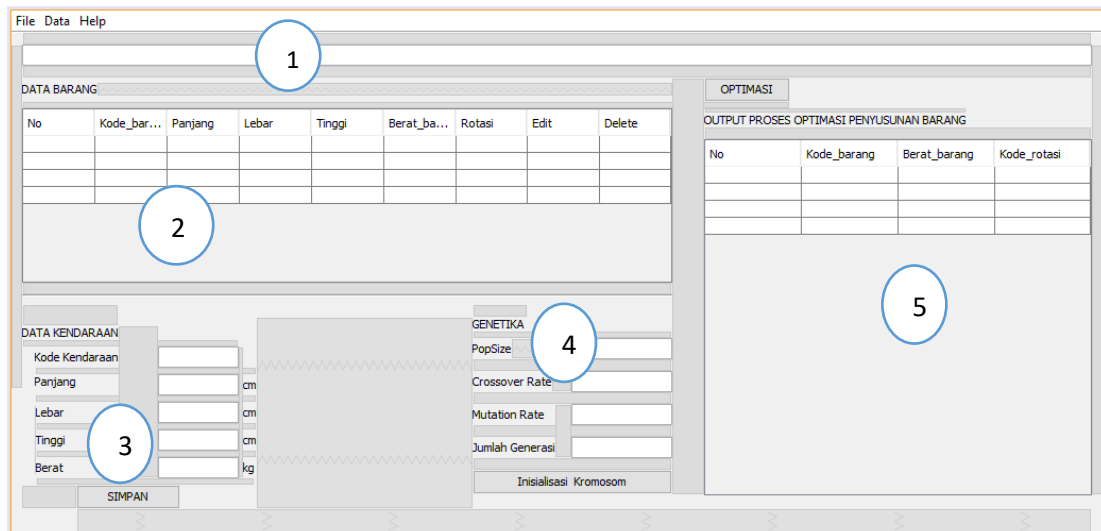 File Data Help
1
DATA BARANG
No Kode_bar... Panjang Lebar Tinggi Berat_ba... Rotasi Edit Delete
2
OPTIMASI
OUTPUT PROSES OPTIMASI PENYUSUNAN BARANG
No Kode_barang Berat_barang Kode_rotasi
5
DATA KENDARAAN
Kode Kendaraan
Panjang cm
Lebar cm
Tinggi cm
3
Berat kg
SIMPAN
GENETIKA
4
PopSize
Crossover Rate
Mutation Rate
Jumlah Generasi
Inisialisasi Kromosom